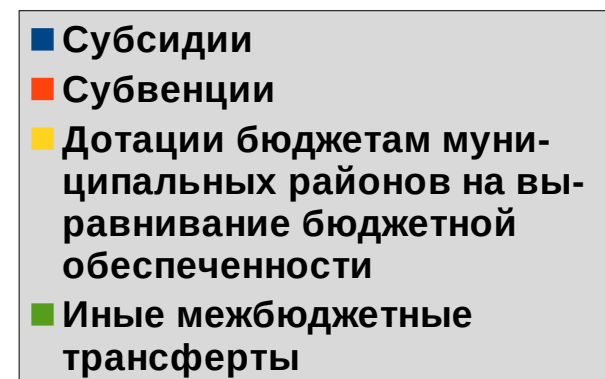 Субсидии
Субвенции
Дотации бюджетам муни-
ципальных районов на вы-
равнивание бюджетной
обеспеченности
Иные межбюджетные
трансферты